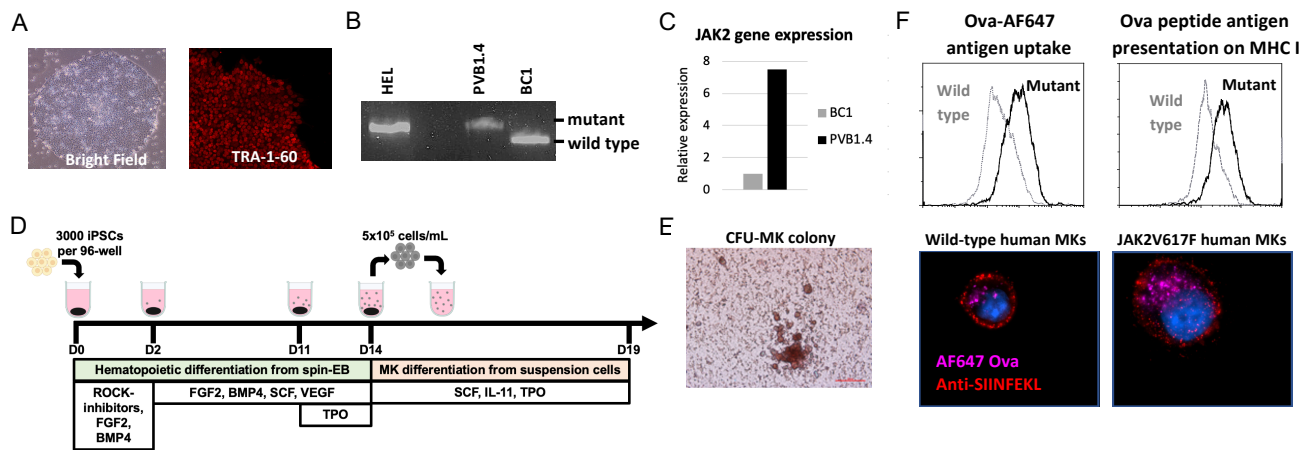 A
Bright Field
TRA-1-60
B
HEL
PVB1.4
BC1
mutant
wild type
C
JAK2 gene expression
Relative expression
8
6
4
2
0
BC1
PVB1.4
D
3000 iPSCs
per 96-well
5x10⁵ cells/mL
D0
D2
D11
D14
D19
Hematopoietic differentiation from spin-EB
MK differentiation from suspension cells
ROCK-
inhibitors,
FGF2,
BMP4
FGF2, BMP4, SCF, VEGF
TPO
SCF, IL-11, TPO
E
CFU-MK colony
F
Ova-AF647
antigen uptake
Wild
type
Mutant
Ova peptide antigen
presentation on MHC I
Wild
type
Mutant
Wild-type human MKs
AF647 Ova
Anti-SIINFEKL
JAK2V617F human MKs